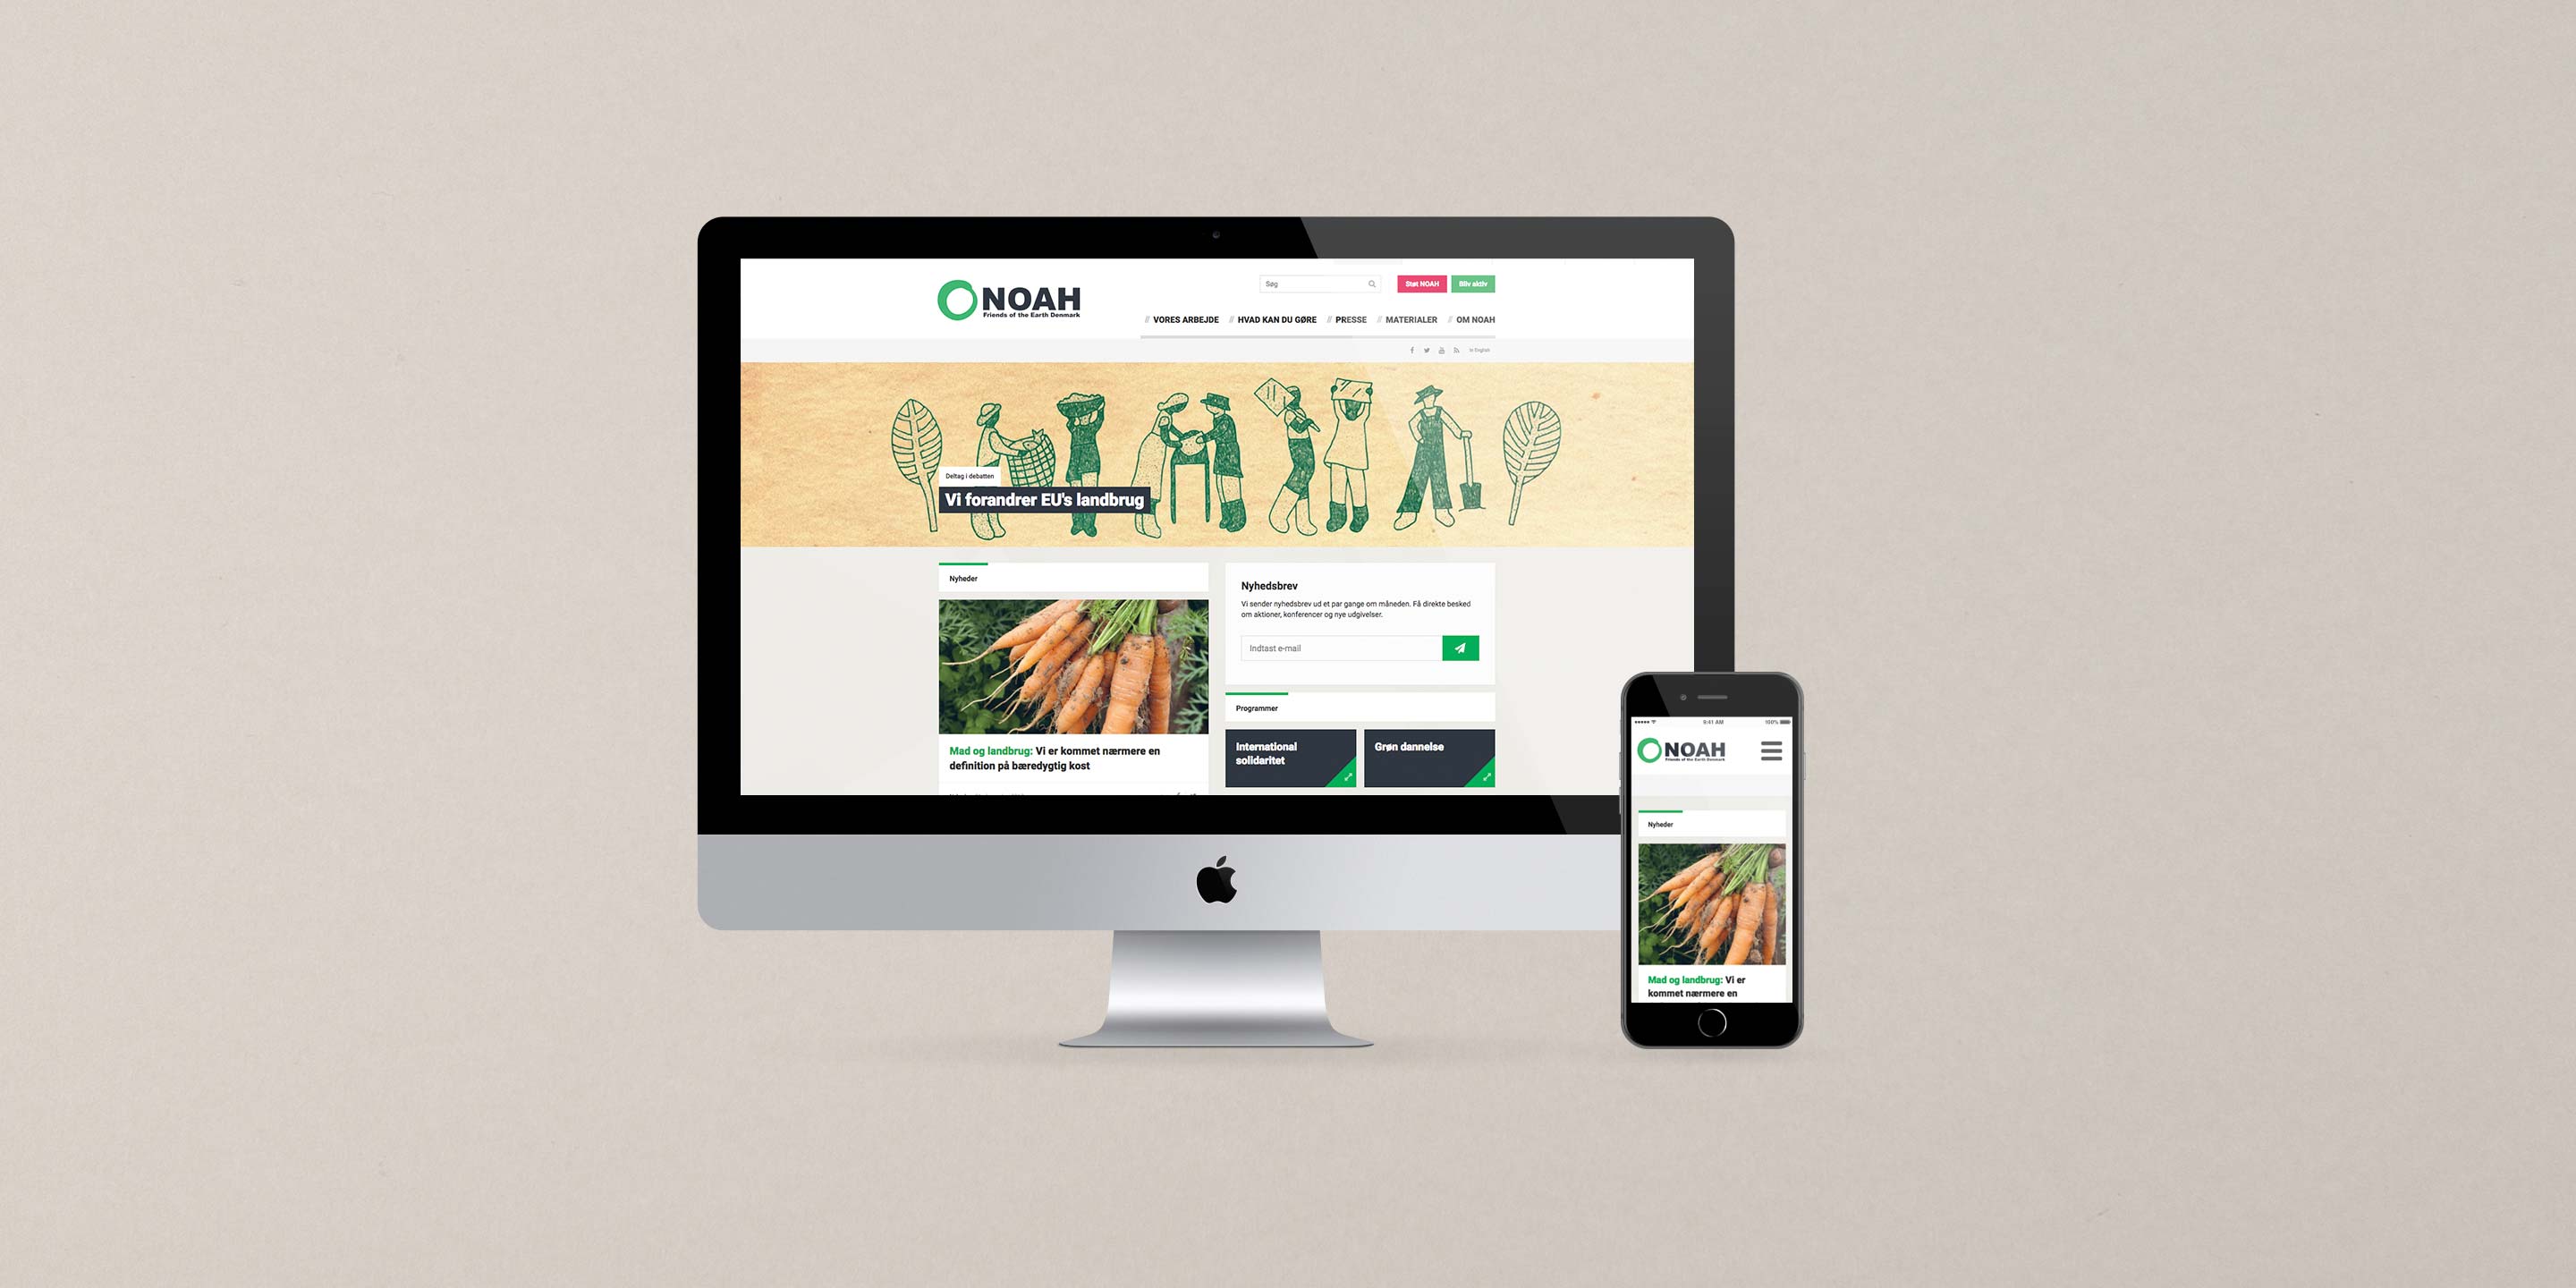 NOAH
Friends of the Earth Denmark
Søg
Støt NOAH
Bliv aktiv
// VORES ARBEJDE // HVAD KAN DU GØRE // PRESSE // MATERIALER // OM NOAH
In English
Deltag i debatten
Vi forandrer EU's landbrug
Nyheder
Mad og landbrug: Vi er kommet nærmere en
definition på bæredygtig kost
Nyhedsbrev
Vi sender nyhedsbrev ud et par gange om måneden. Få direkte besked
om aktioner, konferencer og nye udgivelser.
Indtast e-mail
Programmer
International
solidaritet
Grøn dannelse
9:41 AM
100%
NOAH
Friends of the Earth Denmark
Nyheder
Mad og landbrug: Vi er
kommet nærmere en